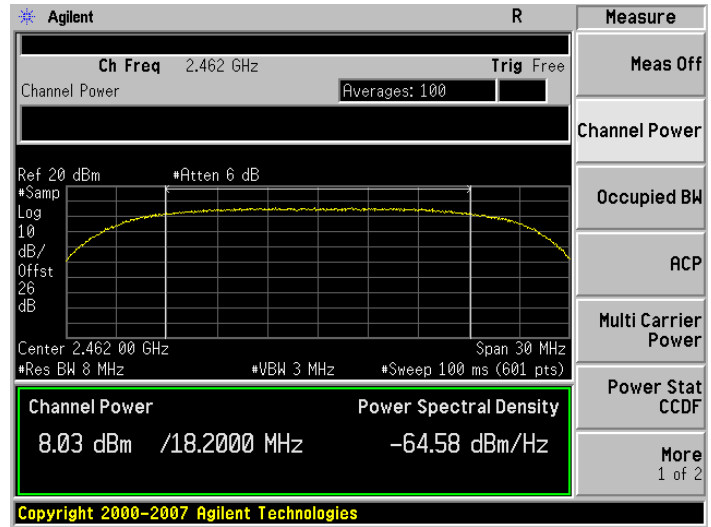 Agilent R Measure
Ch Freq 2.462 GHz Trig Free
Channel Power Averages: 100
Meas Off
Channel Power
Occupied BW
ACP
Multi Carrier
Power
Power Stat
CCDF
More
1 of 2
Ref 20 dBm #Atten 6 dB
#Samp
Log
10
dB/
Offst
26
dB
Center 2.462 00 GHz Span 30 MHz
#Res BW 8 MHz #VBW 3 MHz #Sweep 100 ms (601 pts)
Channel Power Power Spectral Density
8.03 dBm /18.2000 MHz -64.58 dBm/Hz
Copyright 2000-2007 Agilent Technologies